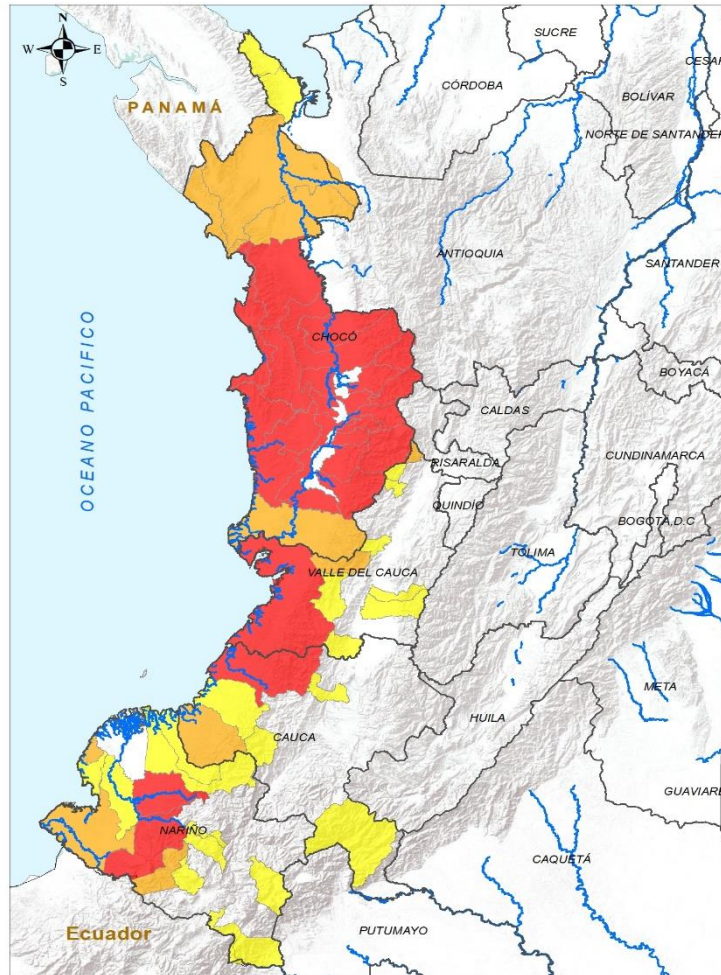 SUCRE
CESAR
N
W E
S
CÓRDOBA
BOLÍVAR
PANAMÁ
NORTE DE SANTANDER
ANTIOQUIA
SANTANDER
CHOCÓ
BOYACÁ
OCEANO PACIFICO
CALDAS
CUNDINAMARCA
RISARALDA
QUINDÍO
BOGOTÁ,D.C
TOLIMA
VALLE DEL CAUCA
META
HUILA
CAUCA
GUAVIARE
NARIÑO
CAQUETÁ
Ecuador
PUTUMAYO